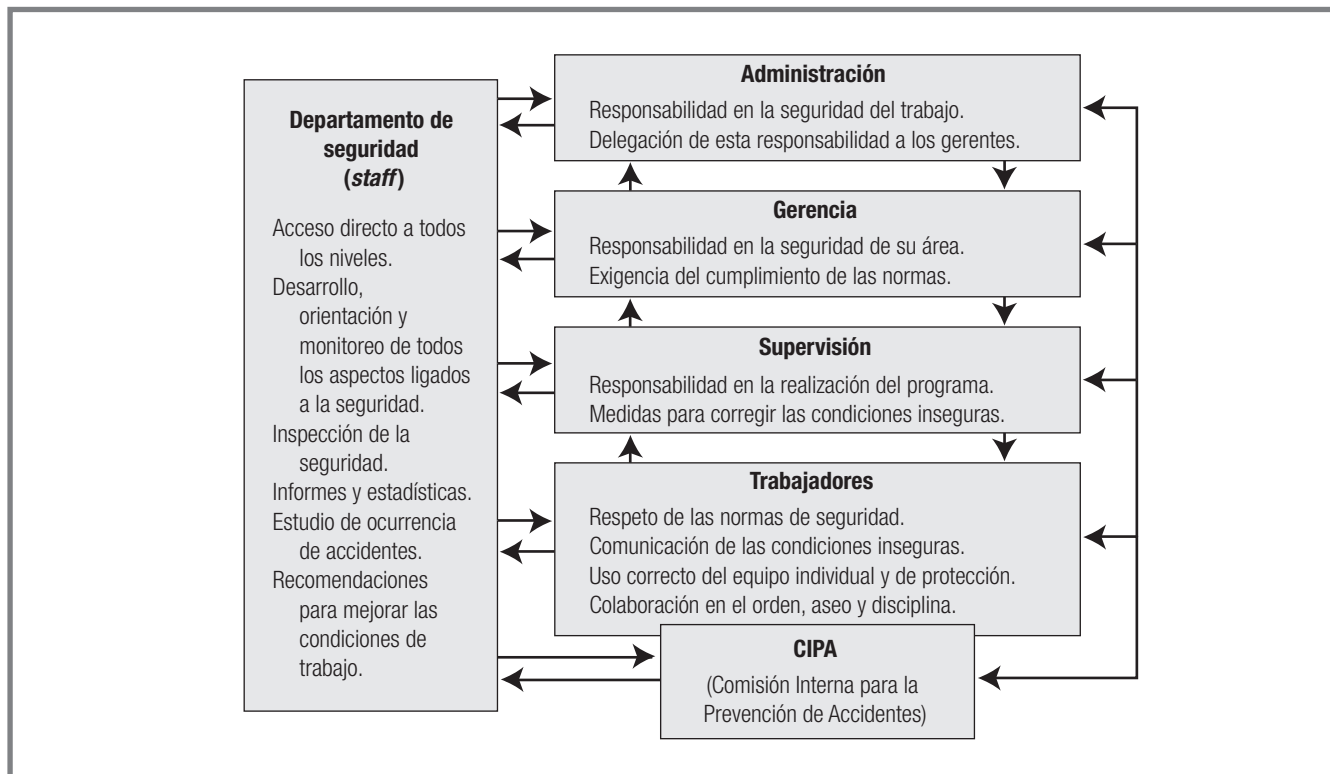 Departamento de
seguridad
(staff)
Acceso directo a todos
los niveles.
Desarrollo,
orientación y
monitoreo de todos
los aspectos ligados
a la seguridad.
Inspección de la
seguridad.
Informes y estadísticas.
Estudio de ocurrencia
de accidentes.
Recomendaciones
para mejorar las
condiciones de
trabajo.
Administración
Responsabilidad en la seguridad del trabajo.
Delegación de esta responsabilidad a los gerentes.
Gerencia
Responsabilidad en la seguridad de su área.
Exigencia del cumplimiento de las normas.
Supervisión
Responsabilidad en la realización del programa.
Medidas para corregir las condiciones inseguras.
Trabajadores
Respeto de las normas de seguridad.
Comunicación de las condiciones inseguras.
Uso correcto del equipo individual y de protección.
Colaboración en el orden, aseo y disciplina.
CIPA
(Comisión Interna para la
Prevención de Accidentes)